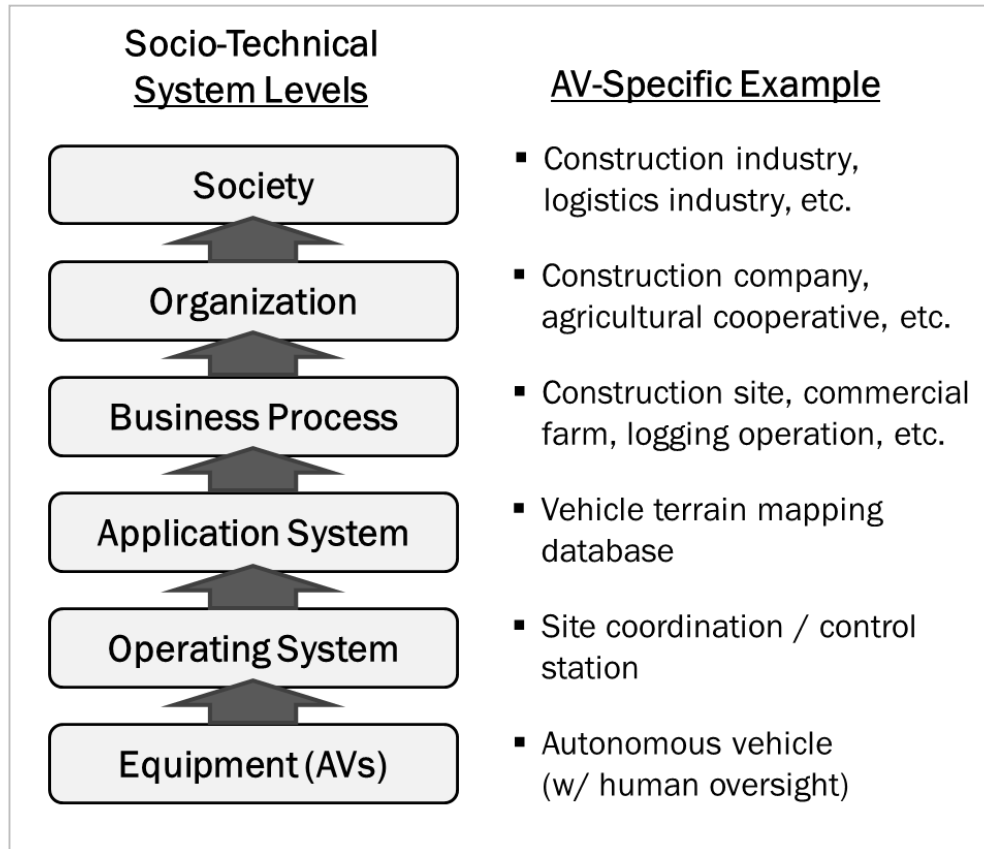 Socio-Technical
System Levels
AV-Specific Example
Society
▪ Construction industry,
logistics industry, etc.
Organization
▪ Construction company,
agricultural cooperative, etc.
Business Process
▪ Construction site, commercial
farm, logging operation, etc.
Application System
▪ Vehicle terrain mapping
database
Operating System
▪ Site coordination / control
station
Equipment (AVs)
▪ Autonomous vehicle
(w/ human oversight)